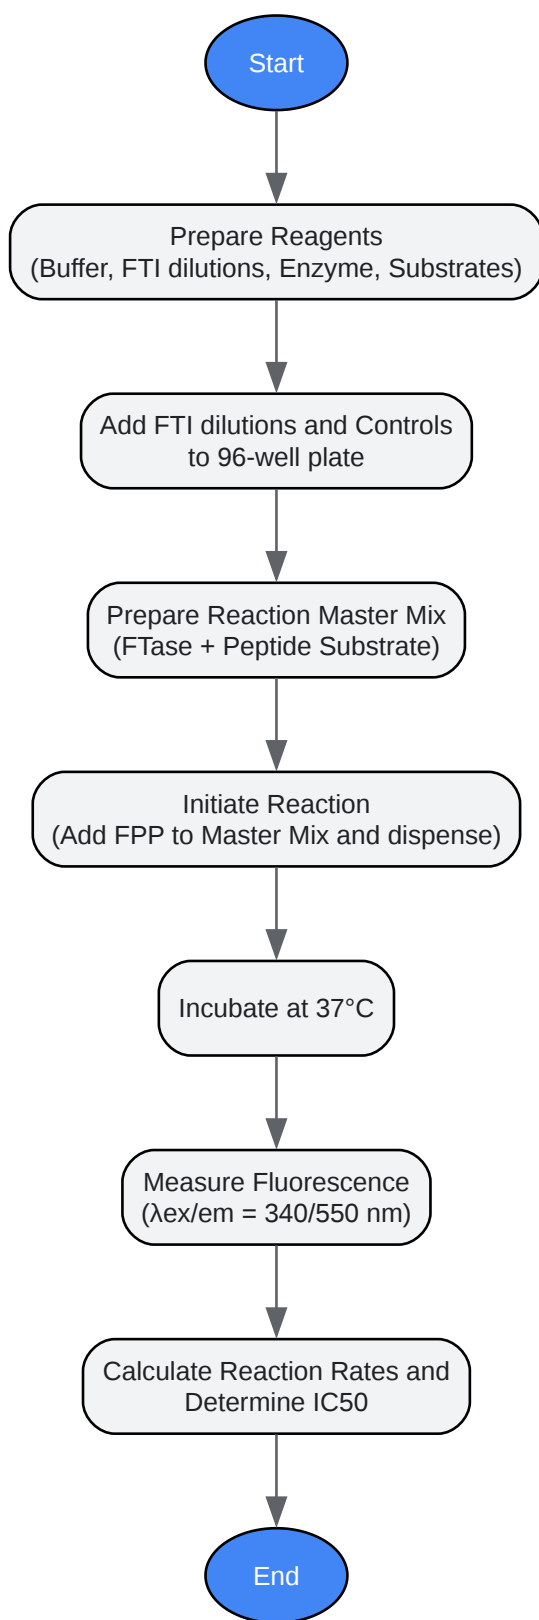 Start
Prepare Reagents
(Buffer, FTI dilutions, Enzyme, Substrates)
Add FTI dilutions and Controls
to 96-well plate
Prepare Reaction Master Mix
(FTase + Peptide Substrate)
Initiate Reaction
(Add FPP to Master Mix and dispense)
Incubate at 37°C
Measure Fluorescence
(λex/em = 340/550 nm)
Calculate Reaction Rates and
Determine IC50
End